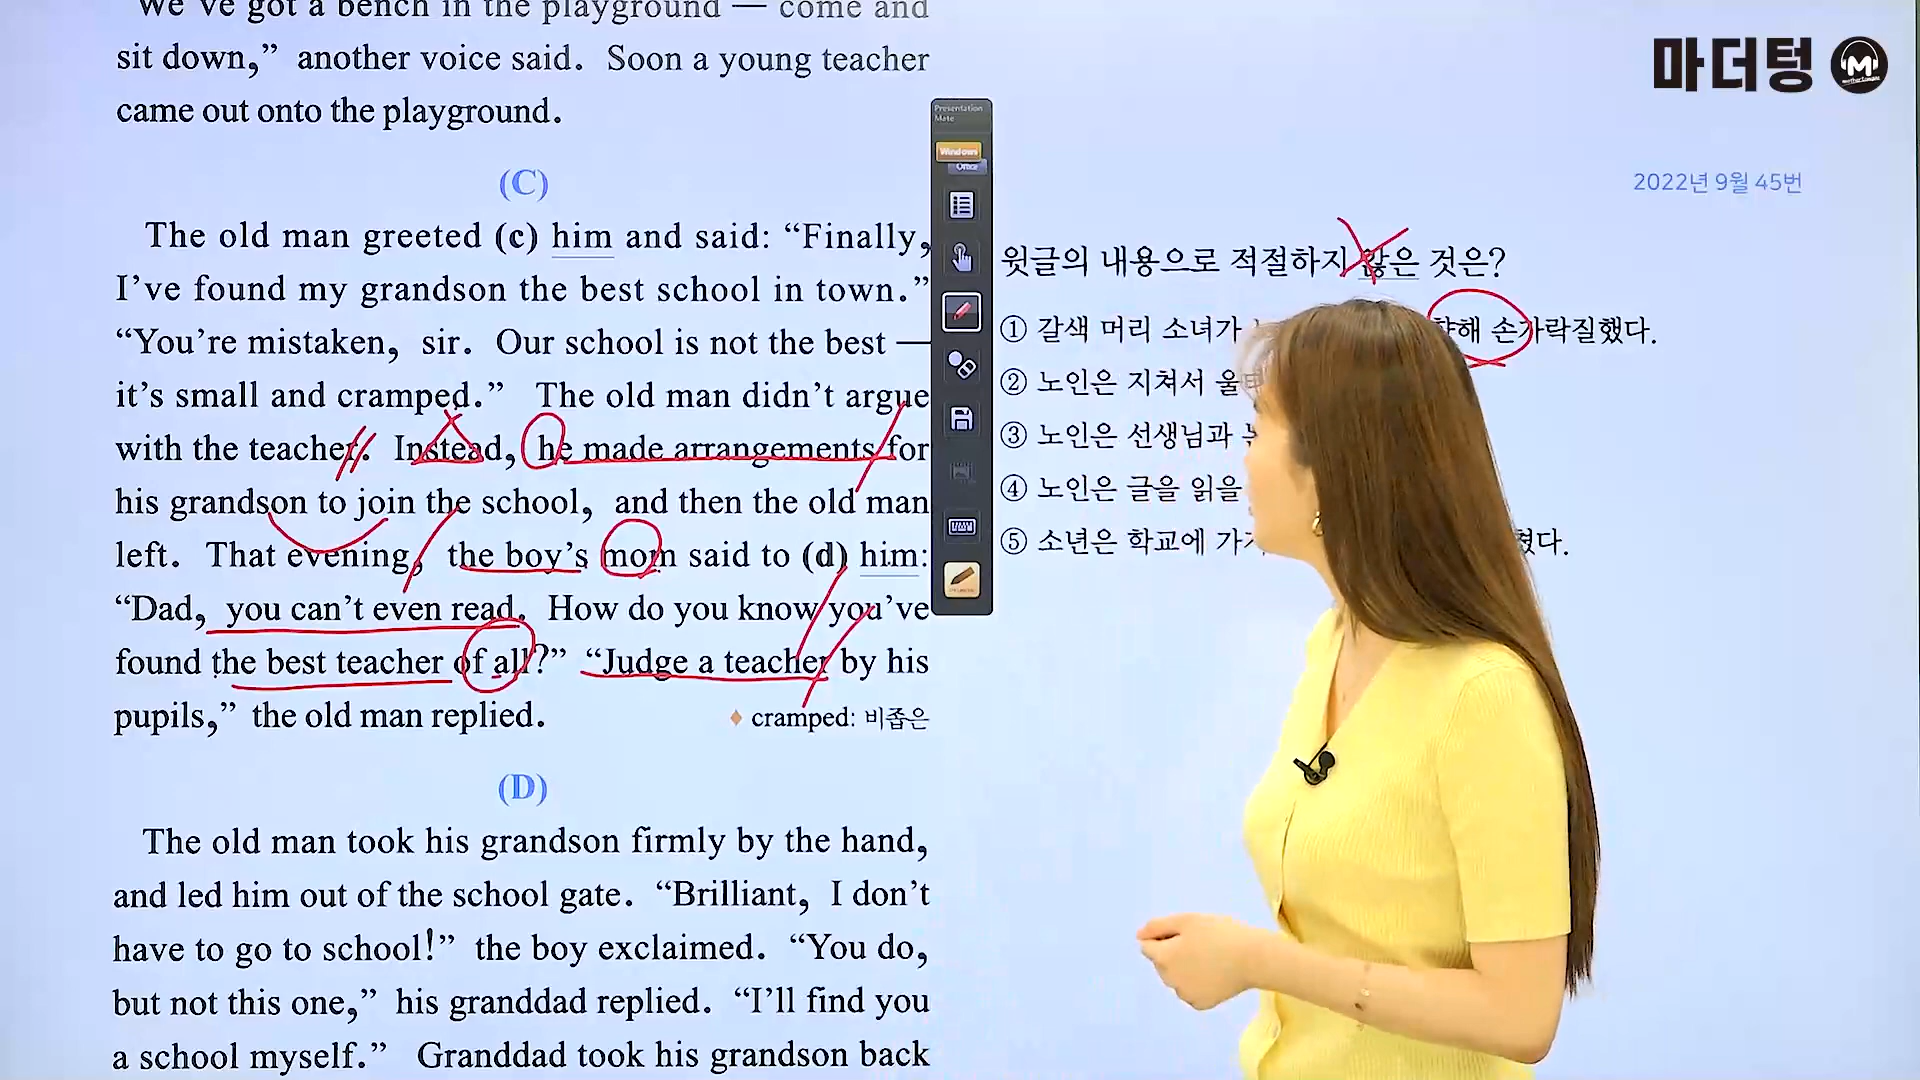 We've got a bench in the playground — come and
sit down," another voice said. Soon a young teacher
came out onto the playground.
(C)
The old man greeted (c) him and said: "Finally,
I've found my grandson the best school in town."
"You're mistaken, sir. Our school is not the best —
it's small and cramped." The old man didn't argue
with the teacher. Instead, he made arrangements for
his grandson to join the school, and then the old man
left. That evening, the boy's mom said to (d) him:
"Dad, you can't even read. How do you know you've
found the best teacher of all?" "Judge a teacher by his
pupils," the old man replied.
♦ cramped: 비좁은
(D)
The old man took his grandson firmly by the hand,
and led him out of the school gate. "Brilliant, I don't
have to go to school!" the boy exclaimed. "You do,
but not this one," his granddad replied. "I'll find you
a school myself." Granddad took his grandson back
Presentation
Mate
Windows
Office
마더텅
M
2022년 9월 45번
윗글의 내용으로 적절하지 않은 것은?
① 갈색 머리 소녀가 향해 손가락질했다.
② 노인은 지쳐서
③ 노인은 선생님과
④ 노인은 글을 읽을
⑤ 소년은 학교에